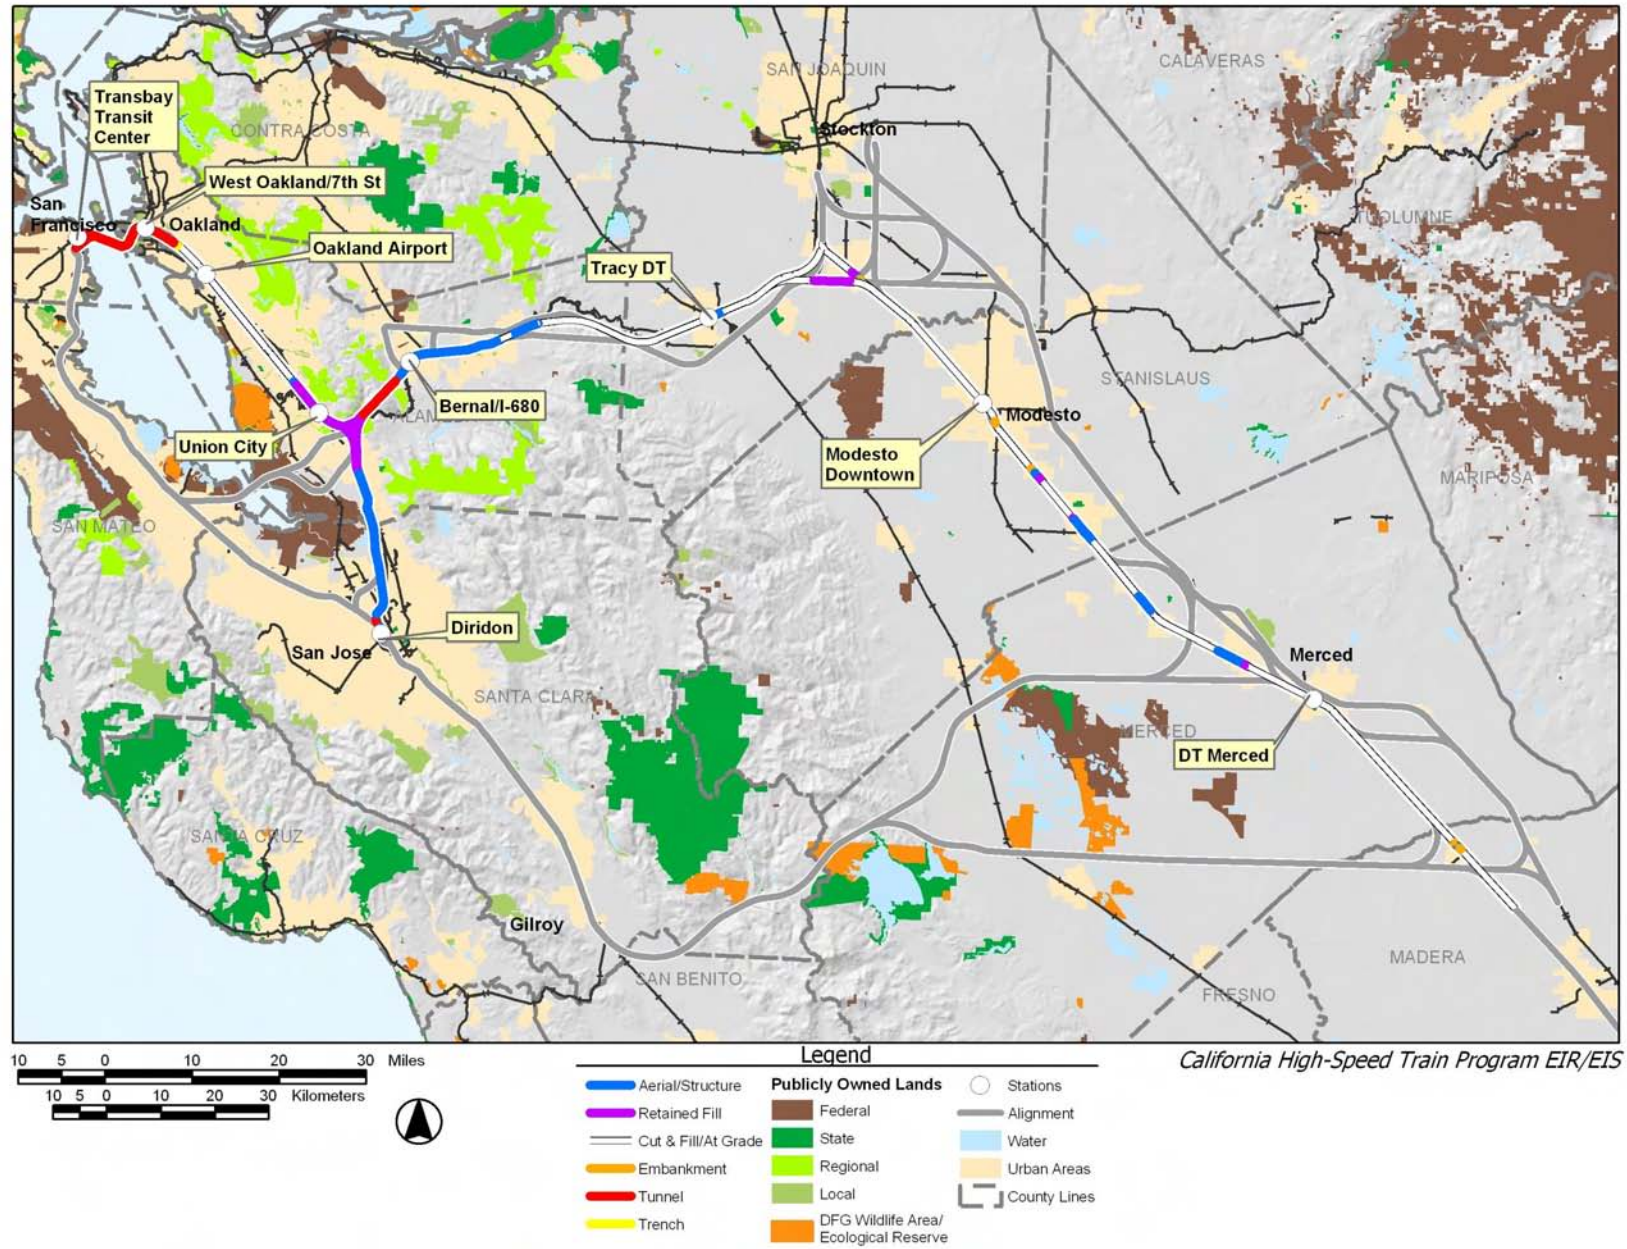 Transbay
Transit
Center
CONTRA COSTA
SAN JOAQUIN
CALAVERAS
Stockton
West Oakland/7th St
San
Francisco
Oakland
TUOLUMNE
Oakland Airport
Tracy DT
STANISLAUS
Bernal/I-680
ALAMEDA
Modesto
Union City
Modesto
Downtown
MARIPOSA
SAN MATEO
Diridon
San Jose
Merced
SANTA CLARA
MERCED
DT Merced
SANTA CRUZ
Gilroy
SAN BENITO
MADERA
FRESNO
10 5 0 10 20 30 Miles
10 5 0 10 20 30 Kilometers
Legend
California High-Speed Train Program EIR/EIS
Aerial/Structure
Retained Fill
Cut & Fill/At Grade
Embankment
Tunnel
Trench
Publicly Owned Lands
Federal
State
Regional
Local
DFG Wildlife Area/
Ecological Reserve
Stations
Alignment
Water
Urban Areas
County Lines